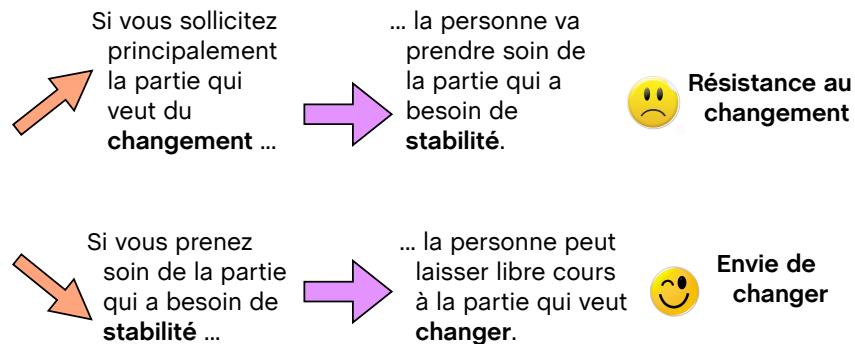 Si vous sollicitez
principalement
la partie qui
veut du
changement ...
... la personne va
prendre soin de
la partie qui a
besoin de
stabilité.
Résistance au
changement
Si vous prenez
soin de la partie
qui a besoin de
stabilité ...
... la personne peut
laisser libre cours
à la partie qui veut
changer.
Envie de
changer